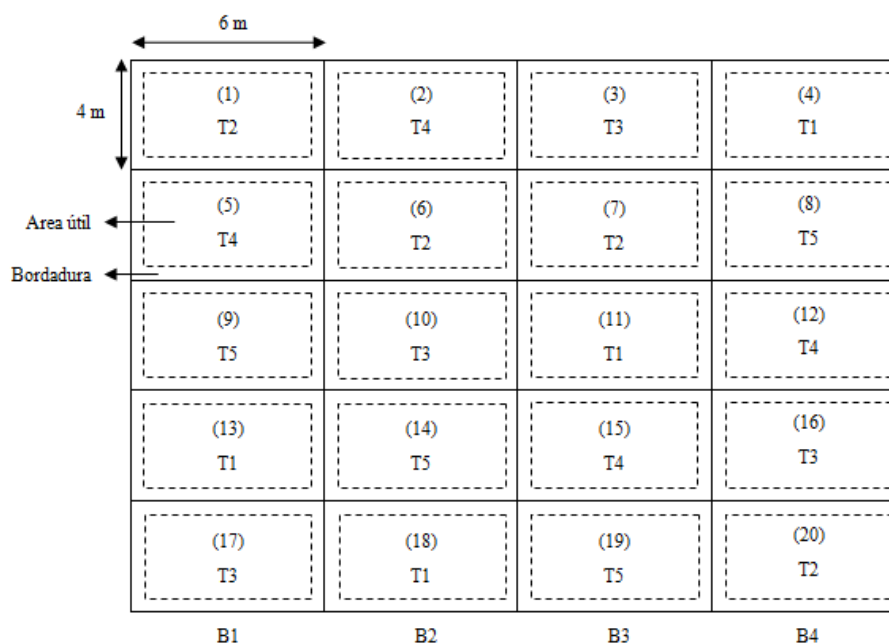 6 m
4 m
(1)
T2
(2)
T4
(3)
T3
(4)
T1
Area útil
Bordadura
(5)
T4
(6)
T2
(7)
T2
(8)
T5
(9)
T5
(10)
T3
(11)
T1
(12)
T4
(13)
T1
(14)
T5
(15)
T4
(16)
T3
(17)
T3
(18)
T1
(19)
T5
(20)
T2
B1
B2
B3
B4